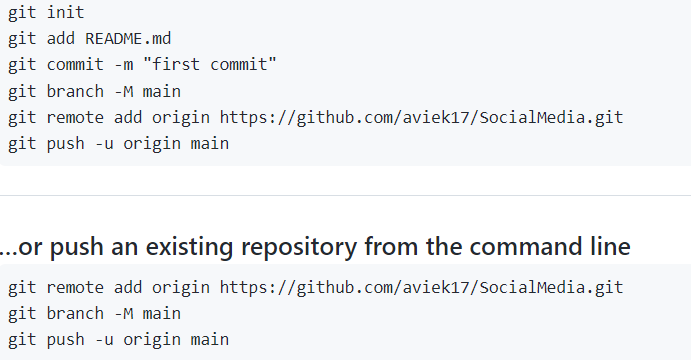 git init
git add README.md
git commit -m "first commit"
git branch -M main
git remote add origin https://github.com/aviek17/SocialMedia.git
git push -u origin main
...or push an existing repository from the command line
git remote add origin https://github.com/aviek17/SocialMedia.git
git branch -M main
git push -u origin main